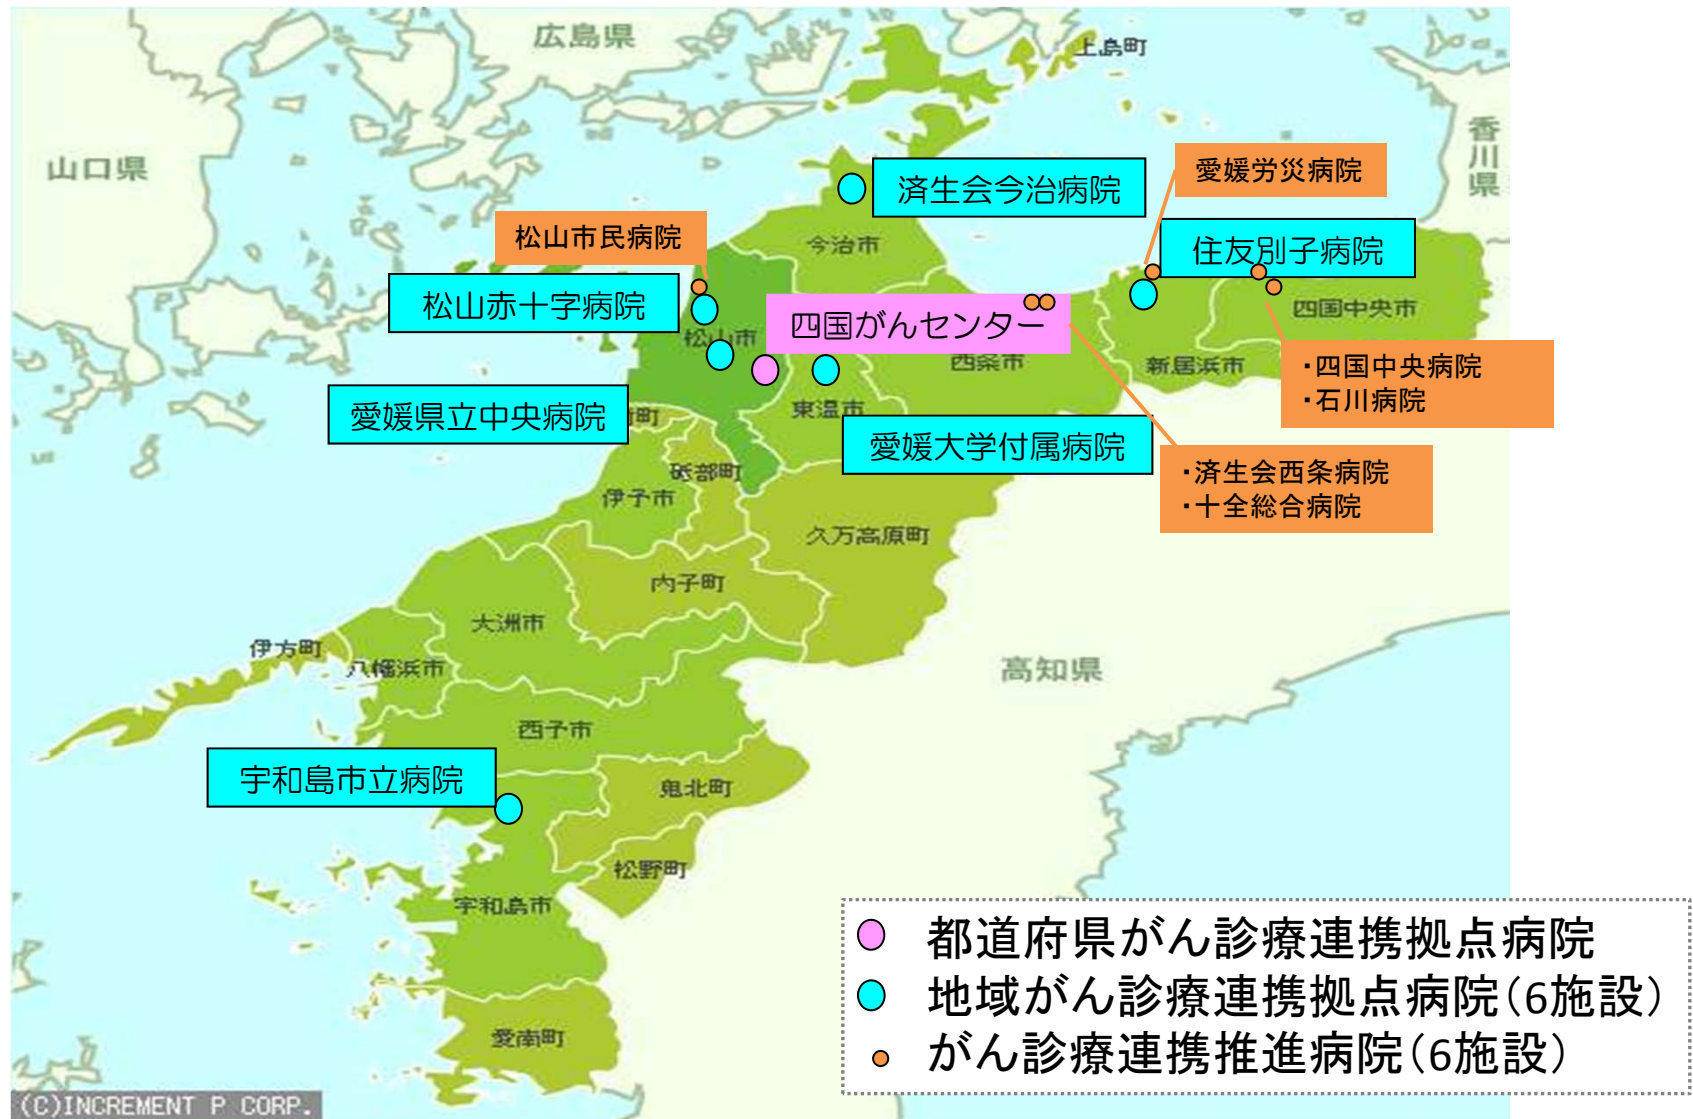 広島県
上島町
香川県
山口県
愛媛労災病院
済生会今治病院
松山市民病院
今治市
住友別子病院
松山赤十字病院
四国がんセンター
四国中央市
松山市
西条市
新居浜市
・四国中央病院
・石川病院
愛媛県立中央病院
町
東温市
愛媛大学付属病院
砥部町
・済生会西条病院
・十全総合病院
伊予市
久万高原町
内子町
大洲市
伊方町
八幡浜市
高知県
西予市
宇和島市立病院
鬼北町
松野町
宇和島市
都道府県がん診療連携拠点病院
地域がん診療連携拠点病院(6施設)
がん診療連携推進病院(6施設)
愛南町
(C)INCREMENT P CORP.